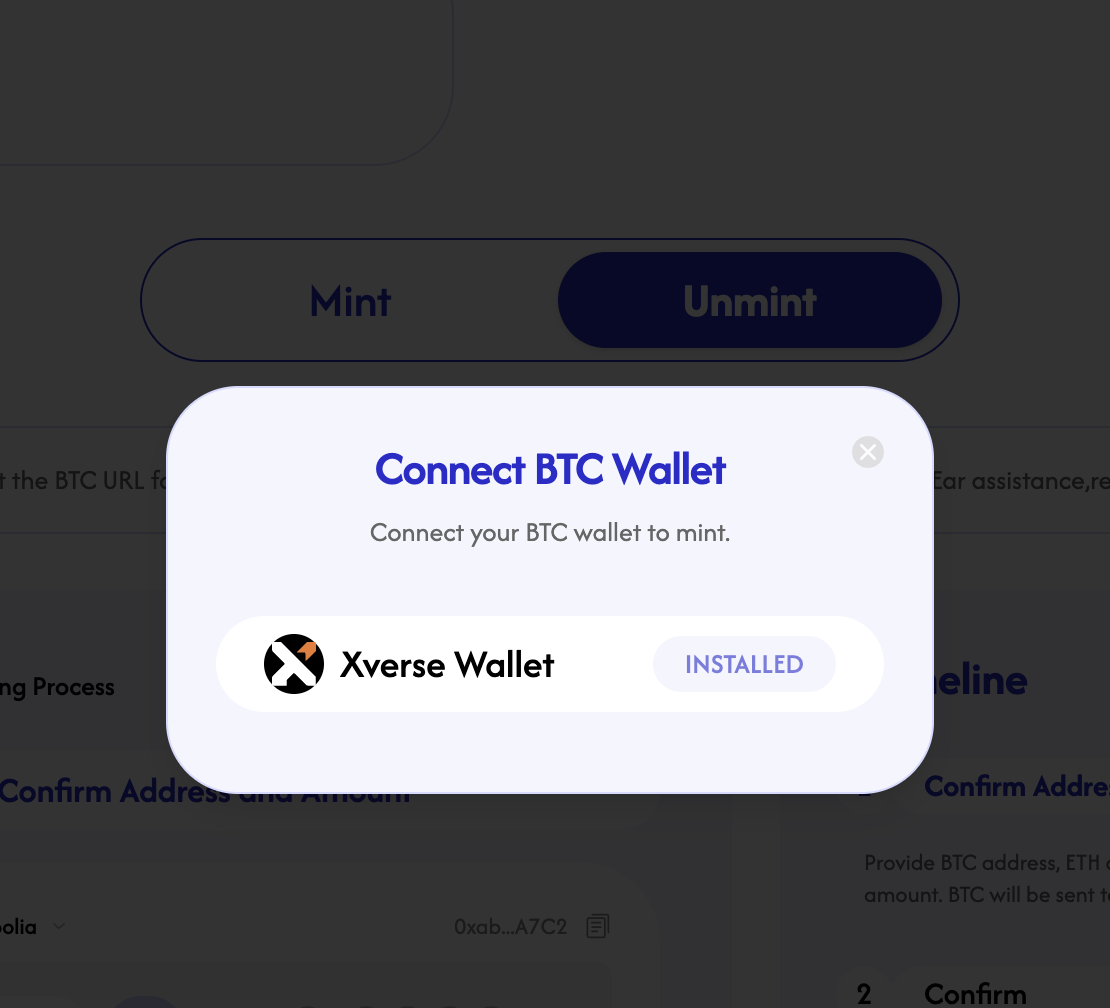 Mint
Unmint
t the BTC URL fo
Ear assistance,re
Connect BTC Wallet
Connect your BTC wallet to mint.
Xverse Wallet
INSTALLED
ng Process
neline
Confirm Address and Amount
Confirm Addre
Provide BTC address, ETH
amount. BTC will be sent t
olia
0xab...A7C2
2
Confirm